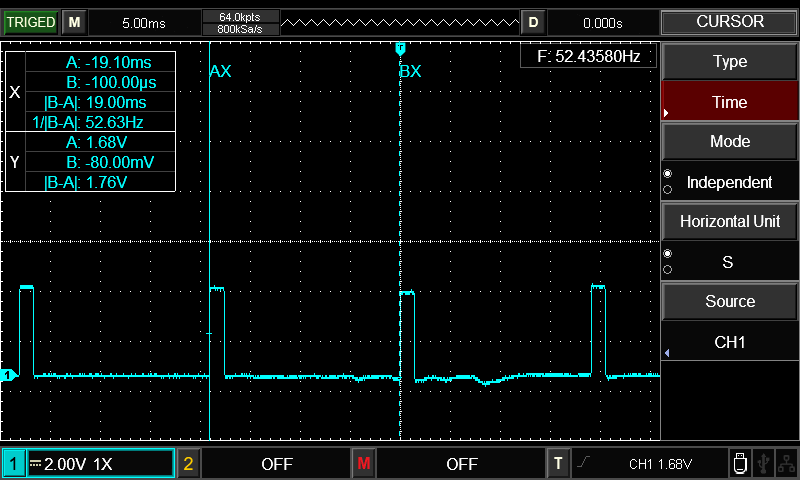 TRIGED M 5.00ms 64.0kpts D 0.000s CURSOR
800kSa/s
T
F: 52.43580Hz
AX BX
X A: -19.10ms
B: -100.00µs
|B-A|: 19.00ms
1/|B-A|: 52.63Hz
Y A: 1.68V
B: -80.00mV
|B-A|: 1.76V
1
Type
Time
Mode
Independent
Horizontal Unit
S
Source
CH1
1 2.00V 1X 2 OFF M OFF T CH1 1.68V